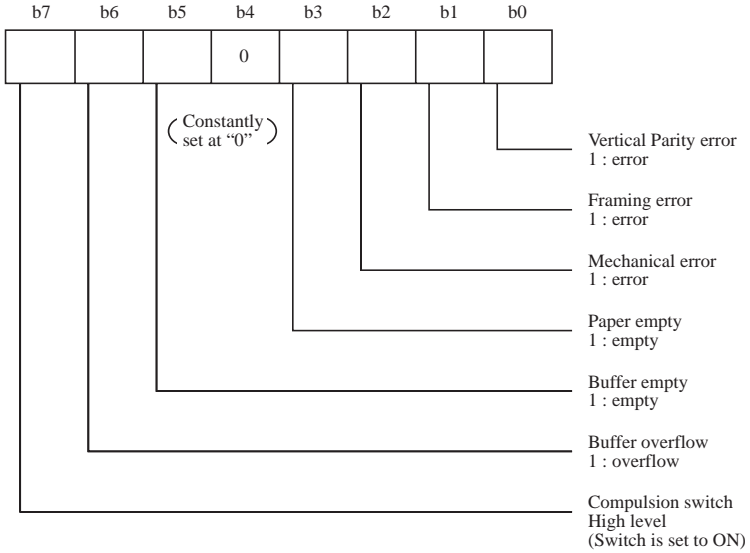 b7 b6 b5 b4 b3 b2 b1 b0
0
(Constantly
set at “0”)
Vertical Parity error
1 : error
Framing error
1 : error
Mechanical error
1 : error
Paper empty
1 : empty
Buffer empty
1 : empty
Buffer overflow
1 : overflow
Compulsion switch
High level
(Switch is set to ON)